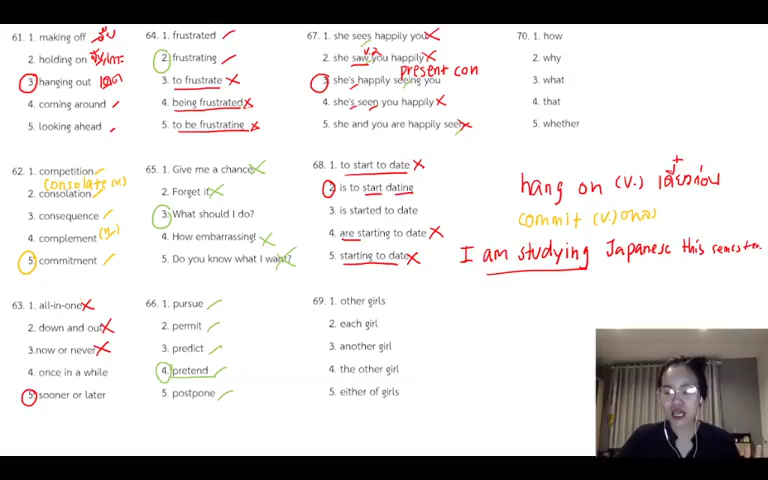 61. 1. making off
2. holding on
3. hanging out
4. coming around
5. looking ahead
62. 1. competition
consolate (v.)
2. consolation
3. consequence
4. complement (n.)
5. commitment
63. 1. all-in-one
2. down and out
3.now or never
4. once in a while
5. sooner or later
64. 1. frustrated
2. frustrating
3. to frustrate
4. being frustrated
5. to be frustrating
65. 1. Give me a chance
2. Forget it
3. What should I do?
4. How embarrassing!
5. Do you know what I want?
66. 1. pursue
2. permit
3. predict
4. pretend
5. postpone
67. 1. she sees happily you
v.2
2. she saw you happily
present con
3. she's happily seeing you
4. she's seen you happily
5. she and you are happily seen
68. 1. to start to date
2. is to start dating
3. is started to date
4. are starting to date
5. starting to date
69. 1. other girls
2. each girl
3. another girl
4. the other girl
5. either of girls
70. 1. how
2. why
3. what
4. that
5. whether
hang on (v.)
commit (v.)
I am studying Japanese this semester.